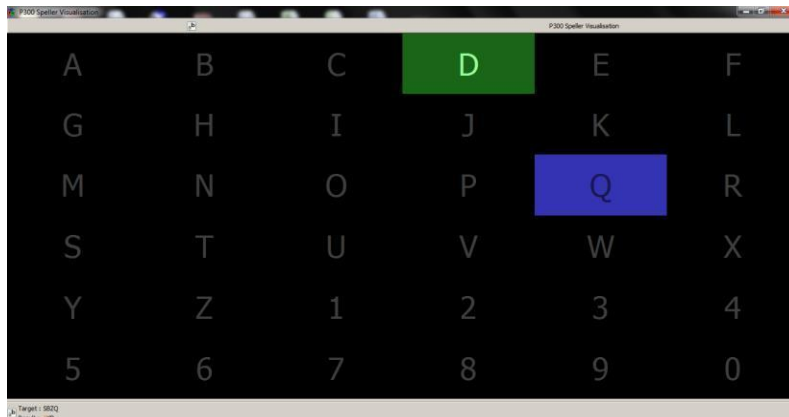 P300 Speller Visualisation
P300 Speller Visualisation
A B C D E F
G H I J K L
M N O P Q R
S T U V W X
Y Z 1 2 3 4
5 6 7 8 9 0
Target : SBZQ